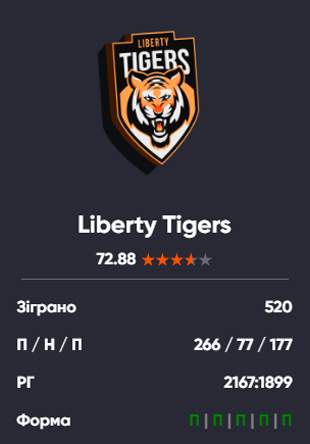 LIBERTY
TIGERS
Liberty Tigers
72.88
Зіграно 520
П / Н / П 266 / 77 / 177
РГ 2167:1899
Форма П | П | П | П | П